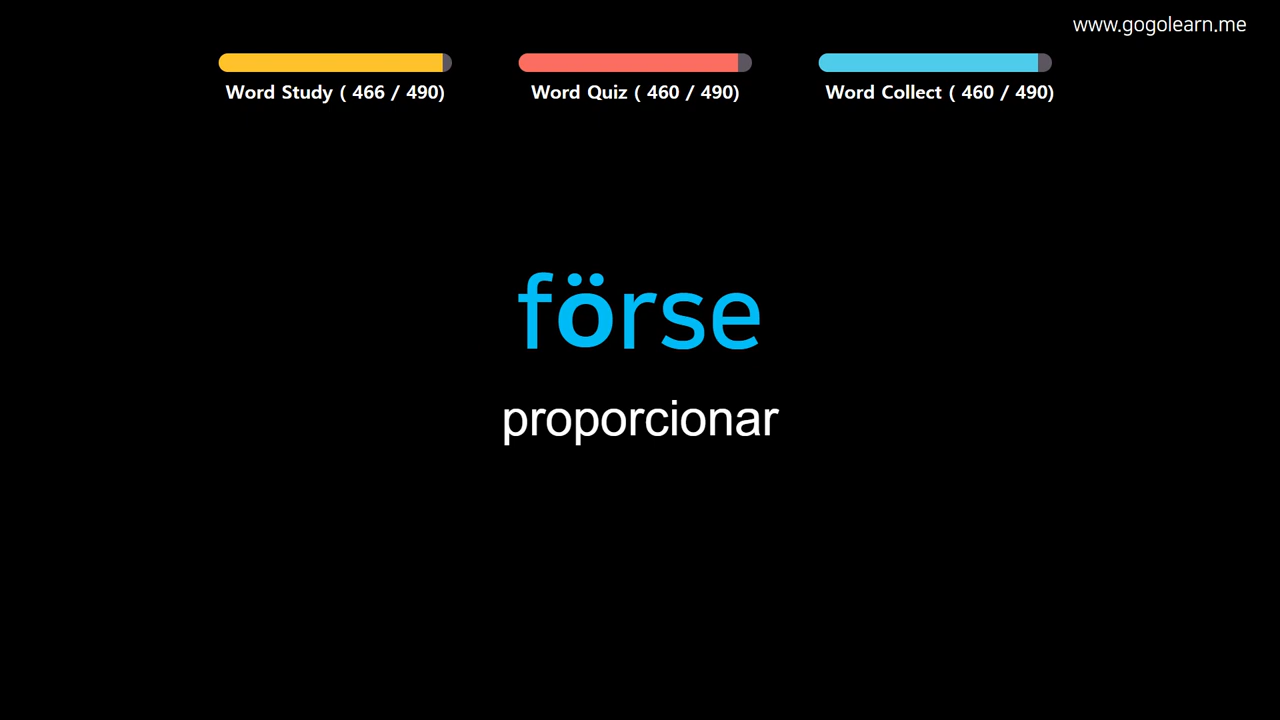 www.gogolearn.me
Word Study ( 466 / 490)
Word Quiz ( 460 / 490)
Word Collect ( 460 / 490)
förse
proporcionar